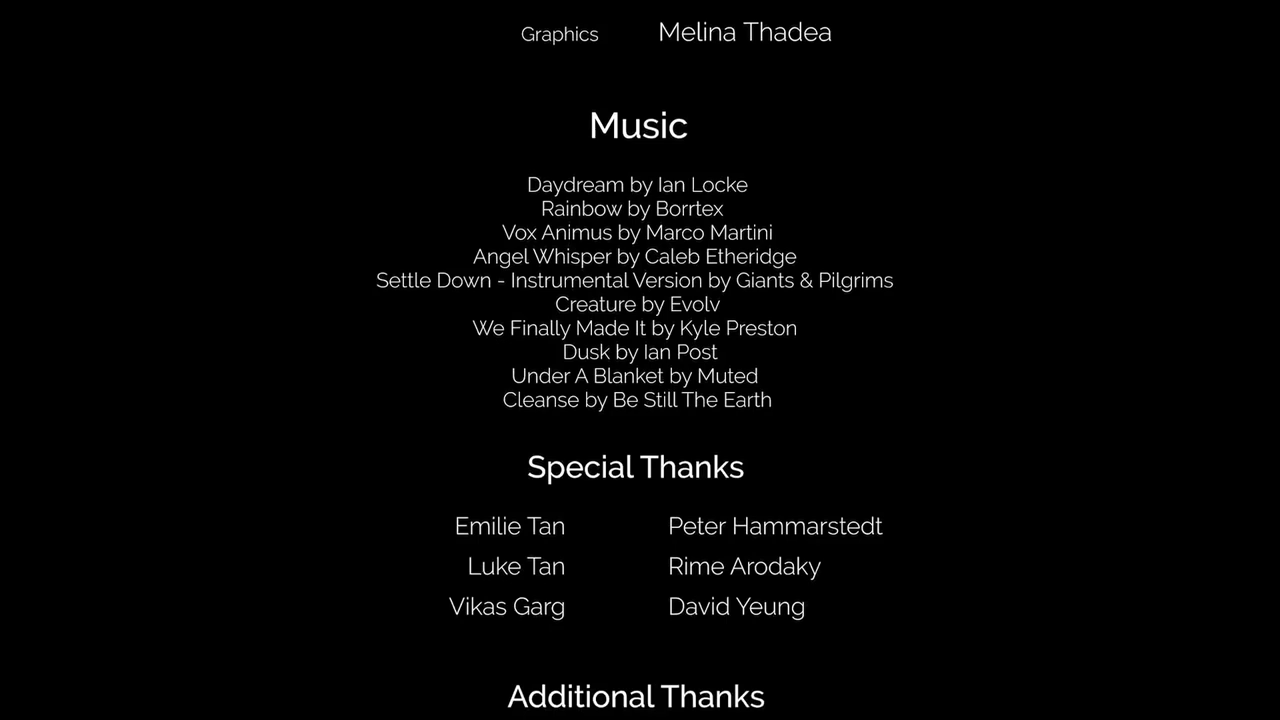 Graphics Melina Thadea
Music
Daydream by Ian Locke
Rainbow by Borrtex
Vox Animus by Marco Martini
Angel Whisper by Caleb Etheridge
Settle Down - Instrumental Version by Giants & Pilgrims
Creature by Evolv
We Finally Made It by Kyle Preston
Dusk by Ian Post
Under A Blanket by Muted
Cleanse by Be Still The Earth
Special Thanks
Emilie Tan Peter Hammarstedt
Luke Tan Rime Arodaky
Vikas Garg David Yeung
Additional Thanks